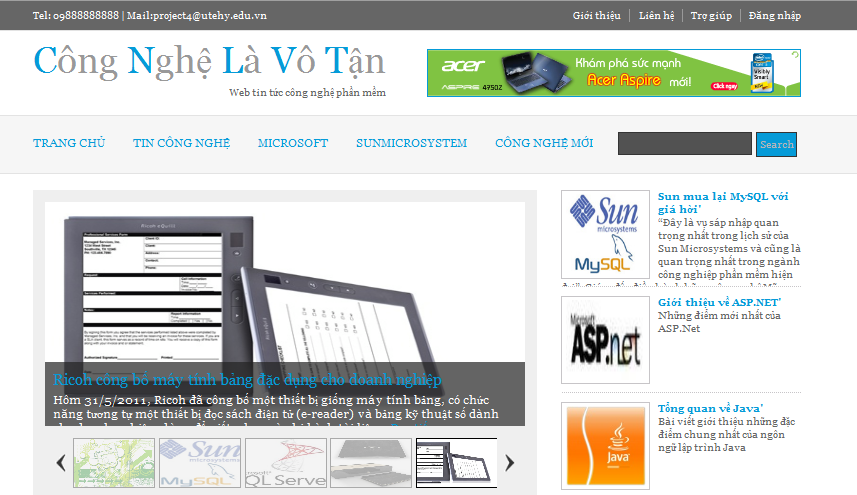 Tel: 09888888888 | Mail:project4@utehy.edu.vn
Giới thiệu
Liên hệ
Trợ giúp
Đăng nhập
Công Nghệ Là Vô Tận
Web tin tức công nghệ phần mềm
acer
ASPIRE 4950Z
Khám phá sức mạnh
Acer Aspire mới!
Click ngay
TRANG CHỦ
TIN CÔNG NGHỆ
MICROSOFT
SUNMICROSYSTEM
CÔNG NGHỆ MỚI
Search
Ricoh công bố máy tính bảng đặc dụng cho doanh nghiệp
Hôm 31/5/2011, Ricoh đã công bố một thiết bị giống máy tính bảng, có chức
năng tương tự một thiết bị đọc sách điện tử (e-reader) và bảng kỹ thuật số dành
Sun
microsystems
MySQL
QL Serve
Sun
microsystems
MySQL
Sun mua lại MySQL với
giá hời'
“Đây là vụ sáp nhập quan
trọng nhất trong lịch sử của
Sun Microsystems và cũng là
quan trọng nhất trong ngành
công nghiệp phần mềm hiện
Microsoft
ASP.net
Giới thiệu về ASP.NET'
Những điểm mới nhất của
ASP.Net
Java
Tổng quan về Java'
Bài viết giới thiệu những đặc
điểm chung nhất của ngôn
ngữ lập trình Java